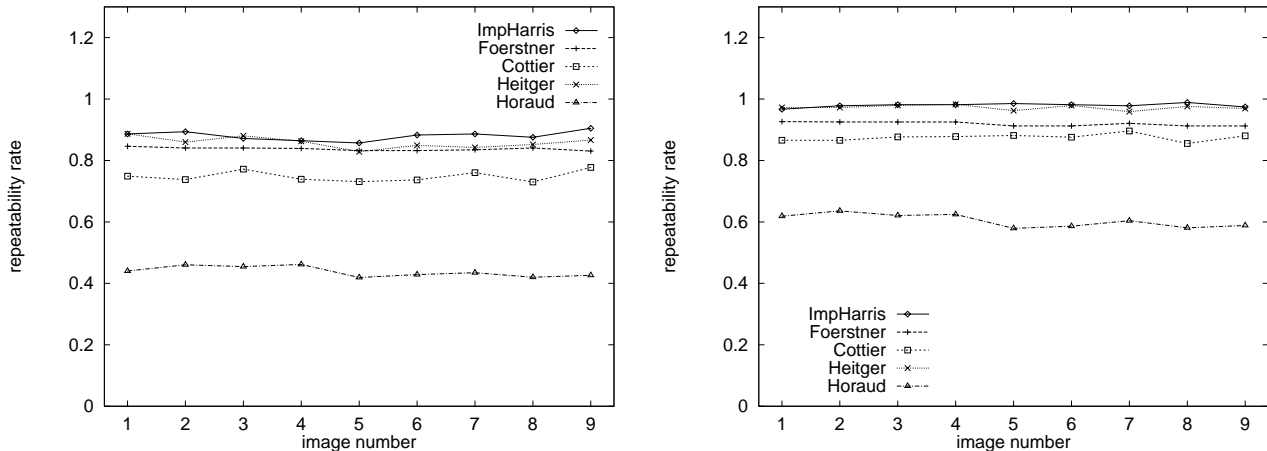 1.2
1
0.8
0.6
0.4
0.2
0
repeatability rate
ImpHarris
Foerstner
Cottier
Heitger
Horaud
1 2 3 4 5 6 7 8 9
image number
1.2
1
0.8
0.6
0.4
0.2
0
repeatability rate
ImpHarris
Foerstner
Cottier
Heitger
Horaud
1 2 3 4 5 6 7 8 9
image number